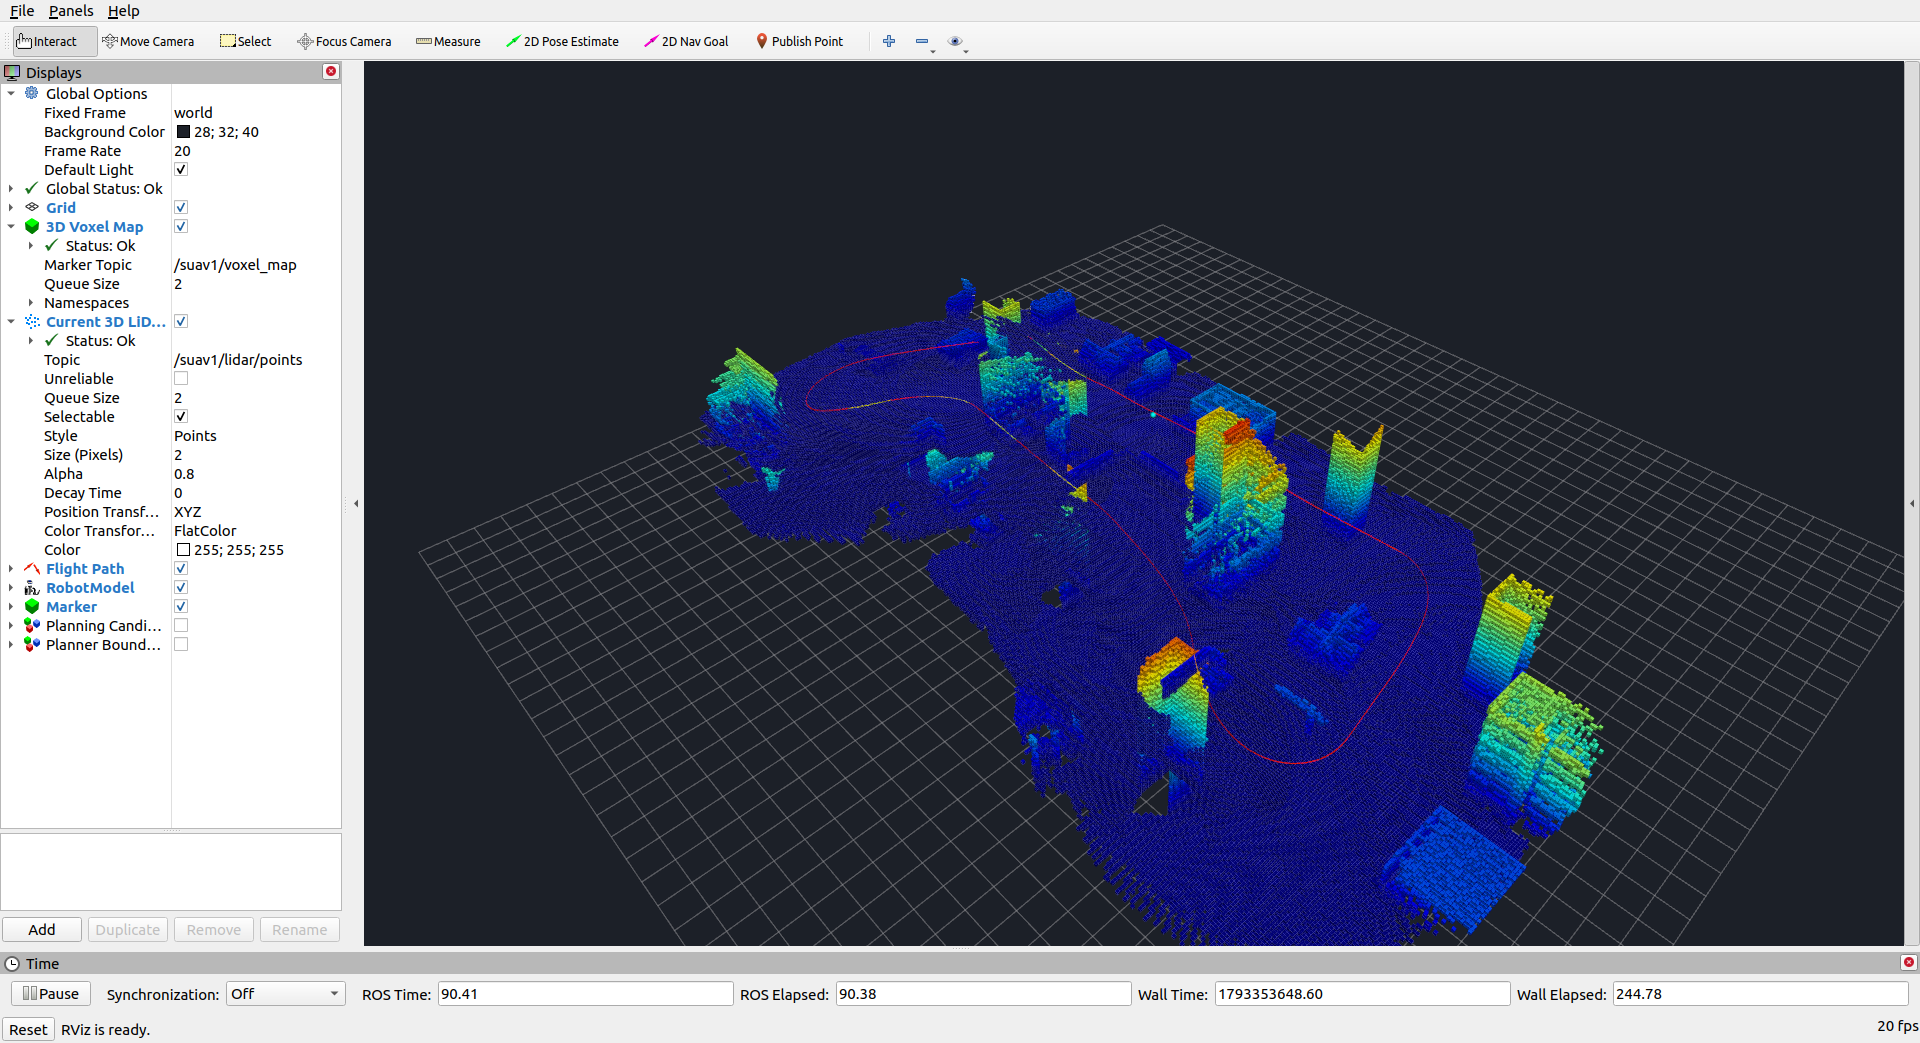 File Panels Help
Interact Move Camera Select Focus Camera Measure 2D Pose Estimate 2D Nav Goal Publish Point
Displays
Global Options
Fixed Frame world
Background Color 28; 32; 40
Frame Rate 20
Default Light
Global Status: Ok
Grid
3D Voxel Map
Status: Ok
Marker Topic /suav1/voxel_map
Queue Size 2
Namespaces
Current 3D LiD...
Status: Ok
Topic /suav1/lidar/points
Unreliable
Queue Size 2
Selectable
Style Points
Size (Pixels) 2
Alpha 0.8
Decay Time 0
Position Transf... XYZ
Color Transfor... FlatColor
Color 255; 255; 255
Flight Path
RobotModel
Marker
Planning Candi...
Planner Bound...
Add Duplicate Remove Rename
Time
Pause Synchronization: Off ROS Time: 90.41 ROS Elapsed: 90.38 Wall Time: 1793353648.60 Wall Elapsed: 244.78
Reset RViz is ready. 20 fps